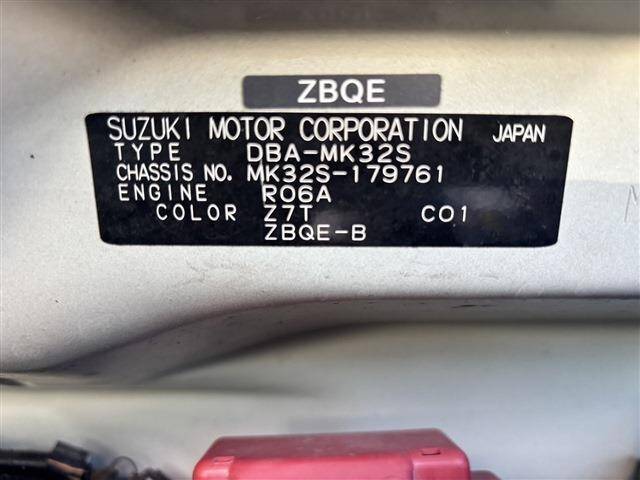 ZBQE
SUZUKI MOTOR CORPORATION JAPAN
TYPE DBA-MK32S
CHASSIS NO. MK32S-179761
ENGINE R06A
COLOR Z7T C01
ZBQE-B